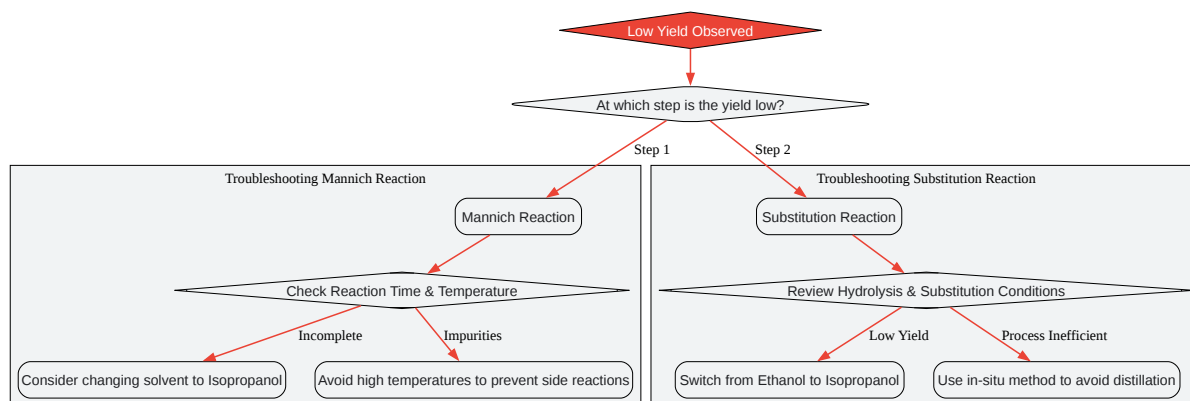 Low Yield Observed
At which step is the yield low?
Step 1
Step 2
Troubleshooting Mannich Reaction
Troubleshooting Substitution Reaction
Mannich Reaction
Substitution Reaction
Check Reaction Time & Temperature
Review Hydrolysis & Substitution Conditions
Incomplete
Impurities
Low Yield
Process Inefficient
Consider changing solvent to Isopropanol
Avoid high temperatures to prevent side reactions
Switch from Ethanol to Isopropanol
Use in-situ method to avoid distillation